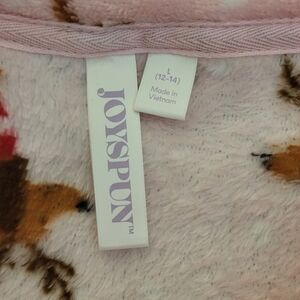 JOYSPUN™
L
(12-14)
Made in
Vietnam